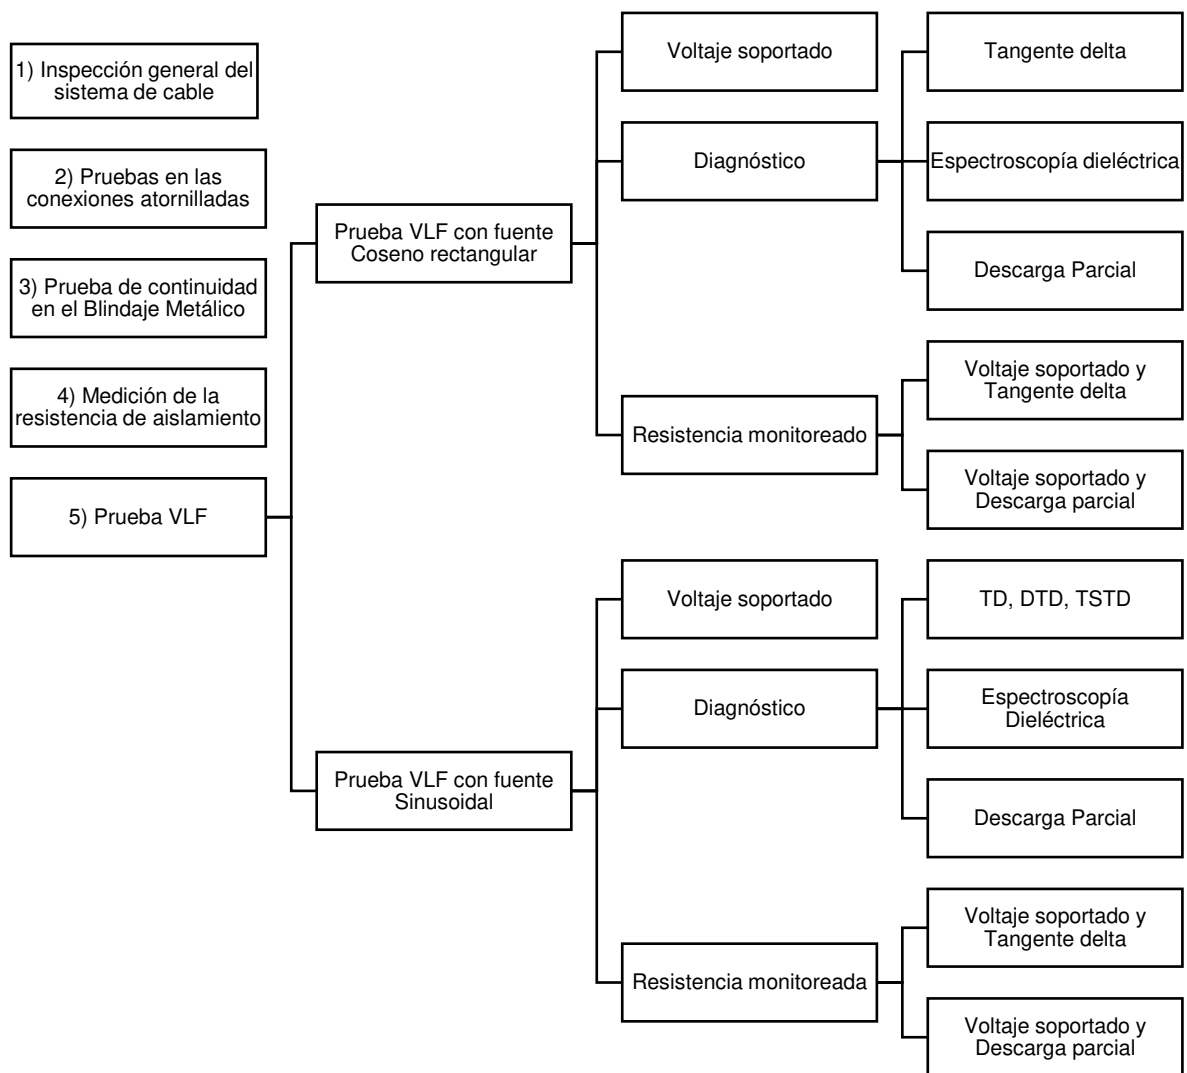 1) Inspección general del
sistema de cable
2) Pruebas en las
conexiones atornilladas
3) Prueba de continuidad
en el Blindaje Metálico
4) Medición de la
resistencia de aislamiento
5) Prueba VLF
Prueba VLF con fuente
Coseno rectangular
Voltaje soportado
Diagnóstico
Tangente delta
Espectroscopía dieléctrica
Descarga Parcial
Resistencia monitoreado
Voltaje soportado y
Tangente delta
Voltaje soportado y
Descarga parcial
Prueba VLF con fuente
Sinusoidal
Voltaje soportado
Diagnóstico
TD, DTD, TSTD
Espectroscopía
Dieléctrica
Descarga Parcial
Resistencia monitoreada
Voltaje soportado y
Tangente delta
Voltaje soportado y
Descarga parcial